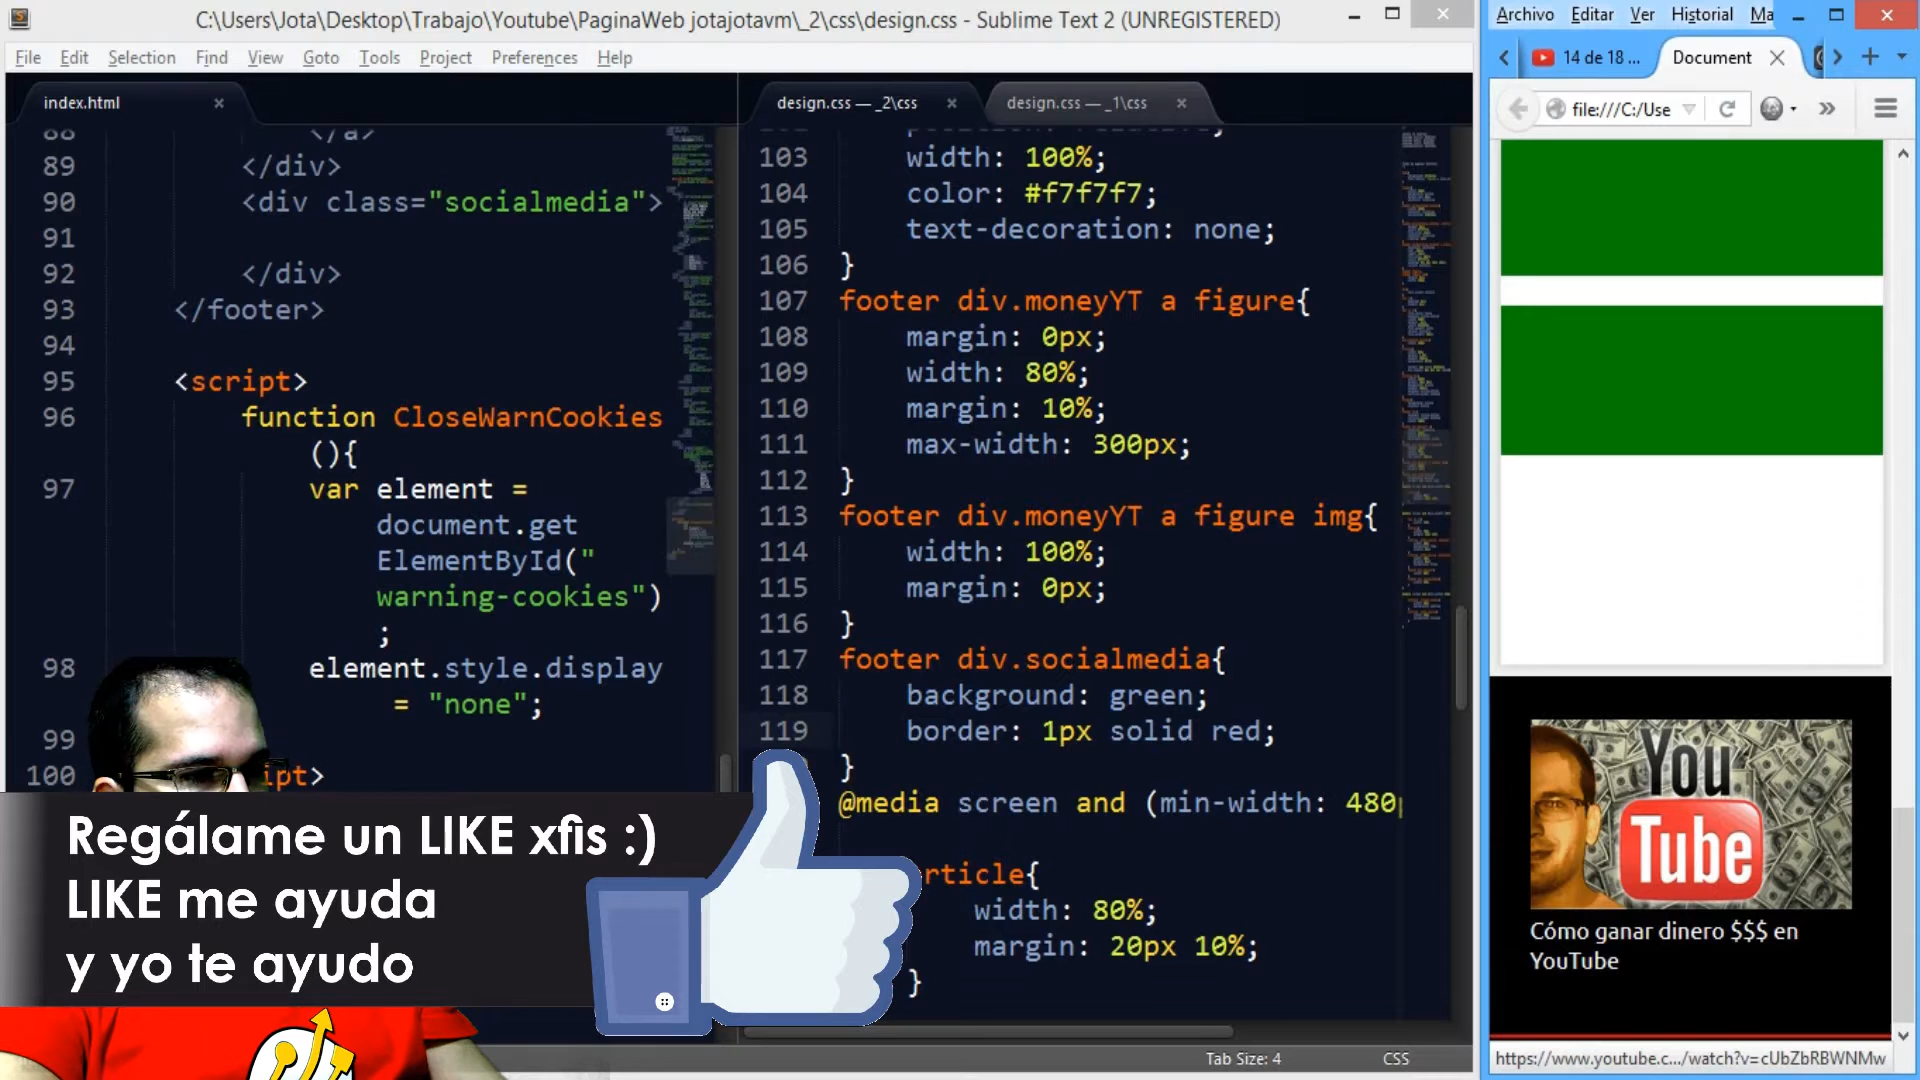 C:\Users\Jota\Desktop\Trabajo\Youtube\PaginaWeb jotajotavm\_2\css\design.css - Sublime Text 2 (UNREGISTERED)
File Edit Selection Find View Goto Tools Project Preferences Help
index.html
88 </a>
89 </div>
90 <div class="socialmedia">
91
92 </div>
93 </footer>
94
95 <script>
96 function CloseWarnCookies
(){
97 var element =
document.get
ElementById("
warning-cookies")
;
98 element.style.display
= "none";
99
100 ipt>
design.css — _2\css
design.css — _1\css
103 width: 100%;
104 color: #f7f7f7;
105 text-decoration: none;
106 }
107 footer div.moneyYT a figure{
108 margin: 0px;
109 width: 80%;
110 margin: 10%;
111 max-width: 300px;
112 }
113 footer div.moneyYT a figure img{
114 width: 100%;
115 margin: 0px;
116 }
117 footer div.socialmedia{
118 background: green;
119 border: 1px solid red;
}
@media screen and (min-width: 480
rticle{
width: 80%;
margin: 20px 10%;
}
Tab Size: 4 CSS
Regálame un LIKE xfis :)
LIKE me ayuda
y yo te ayudo
Archivo Editar Ver Historial Ma
14 de 18 ... Document
file:///C:/Use
You
Tube
Cómo ganar dinero $$$ en
YouTube
https://www.youtube.c.../watch?v=cUbZbRBWNMw